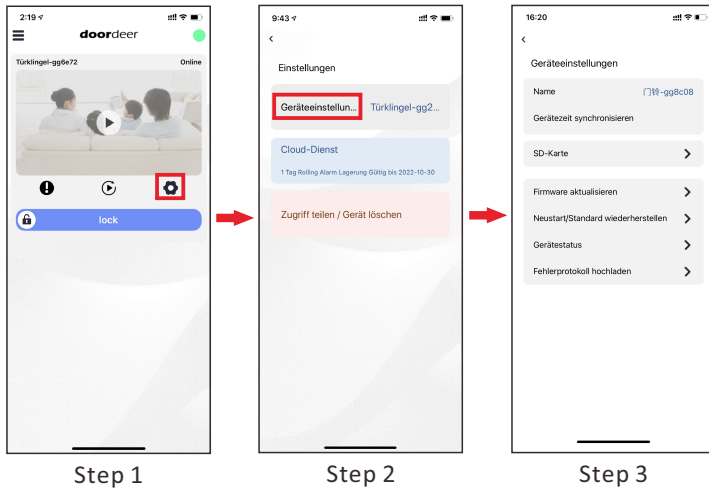 2:19
doordeer
Türklingel-gg6e72 Online
lock
Step 1
9:43
Einstellungen
Geräteeinstellun... Türklingel-gg2...
Cloud-Dienst
1 Tag Rolling Alarm Lagerung Gültig bis 2022-10-30
Zugriff teilen / Gerät löschen
Step 2
16:20
Geräteeinstellungen
Name 门铃-gg8c08
Gerätezeit synchronisieren
SD-Karte
Firmware aktualisieren
Neustart/Standard wiederherstellen
Gerätestatus
Fehlerprotokoll hochladen
Step 3